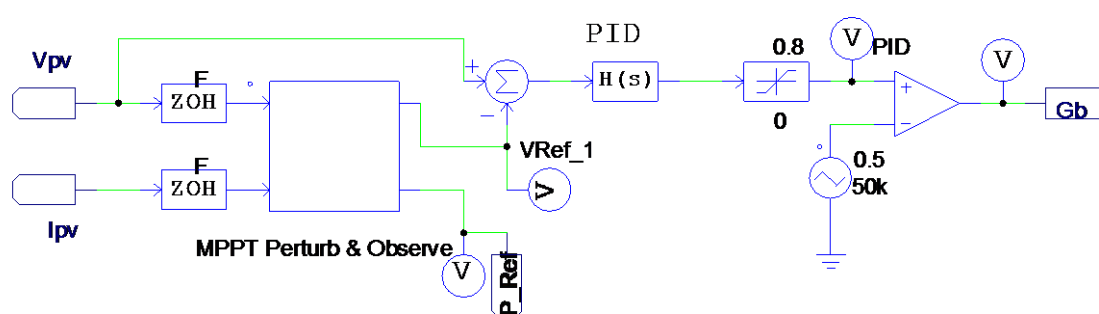 PID
0.8
V
PID
V
Vpv
F
ZOH
+
Σ
−
H(s)
0
+
−
Gb
VRef_1
V
0.5
50k
F
ZOH
Ipv
MPPT Perturb & Observe
V
P_Ref